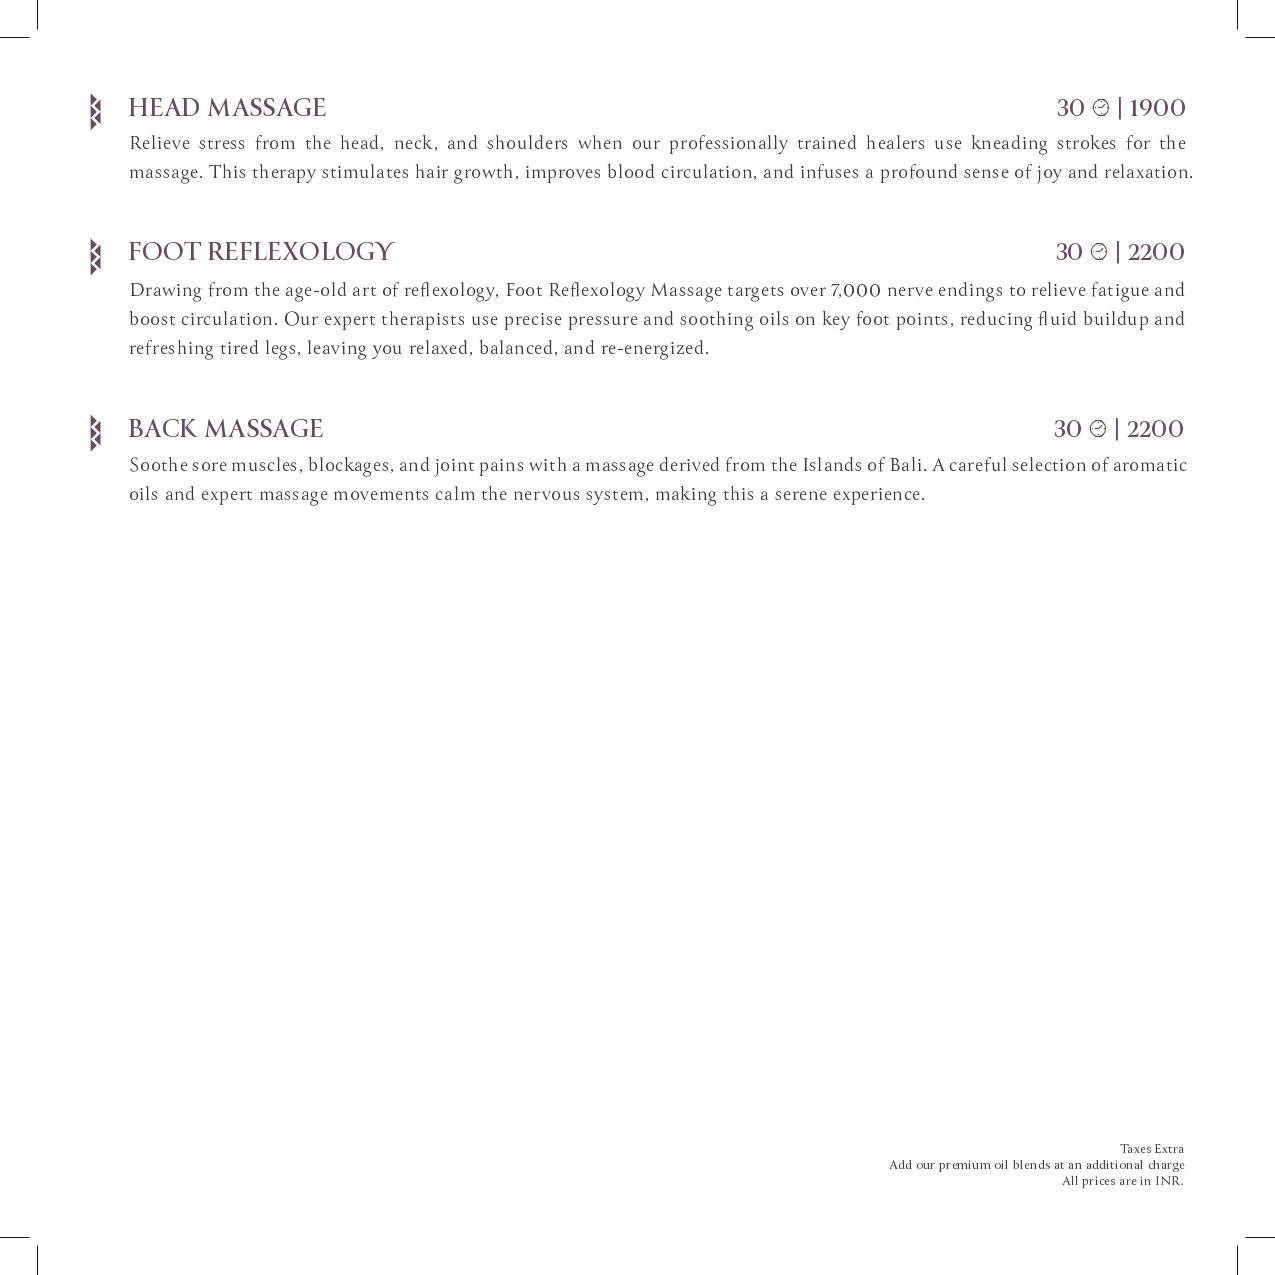 HEAD MASSAGE 30 | 1900
Relieve stress from the head, neck, and shoulders when our professionally trained healers use kneading strokes for the
massage. This therapy stimulates hair growth, improves blood circulation, and infuses a profound sense of joy and relaxation.
FOOT REFLEXOLOGY 30 | 2200
Drawing from the age-old art of reflexology, Foot Reflexology Massage targets over 7,000 nerve endings to relieve fatigue and
boost circulation. Our expert therapists use precise pressure and soothing oils on key foot points, reducing fluid buildup and
refreshing tired legs, leaving you relaxed, balanced, and re-energized.
BACK MASSAGE 30 | 2200
Soothe sore muscles, blockages, and joint pains with a massage derived from the Islands of Bali. A careful selection of aromatic
oils and expert massage movements calm the nervous system, making this a serene experience.
Taxes Extra
Add our premium oil blends at an additional charge
All prices are in INR.